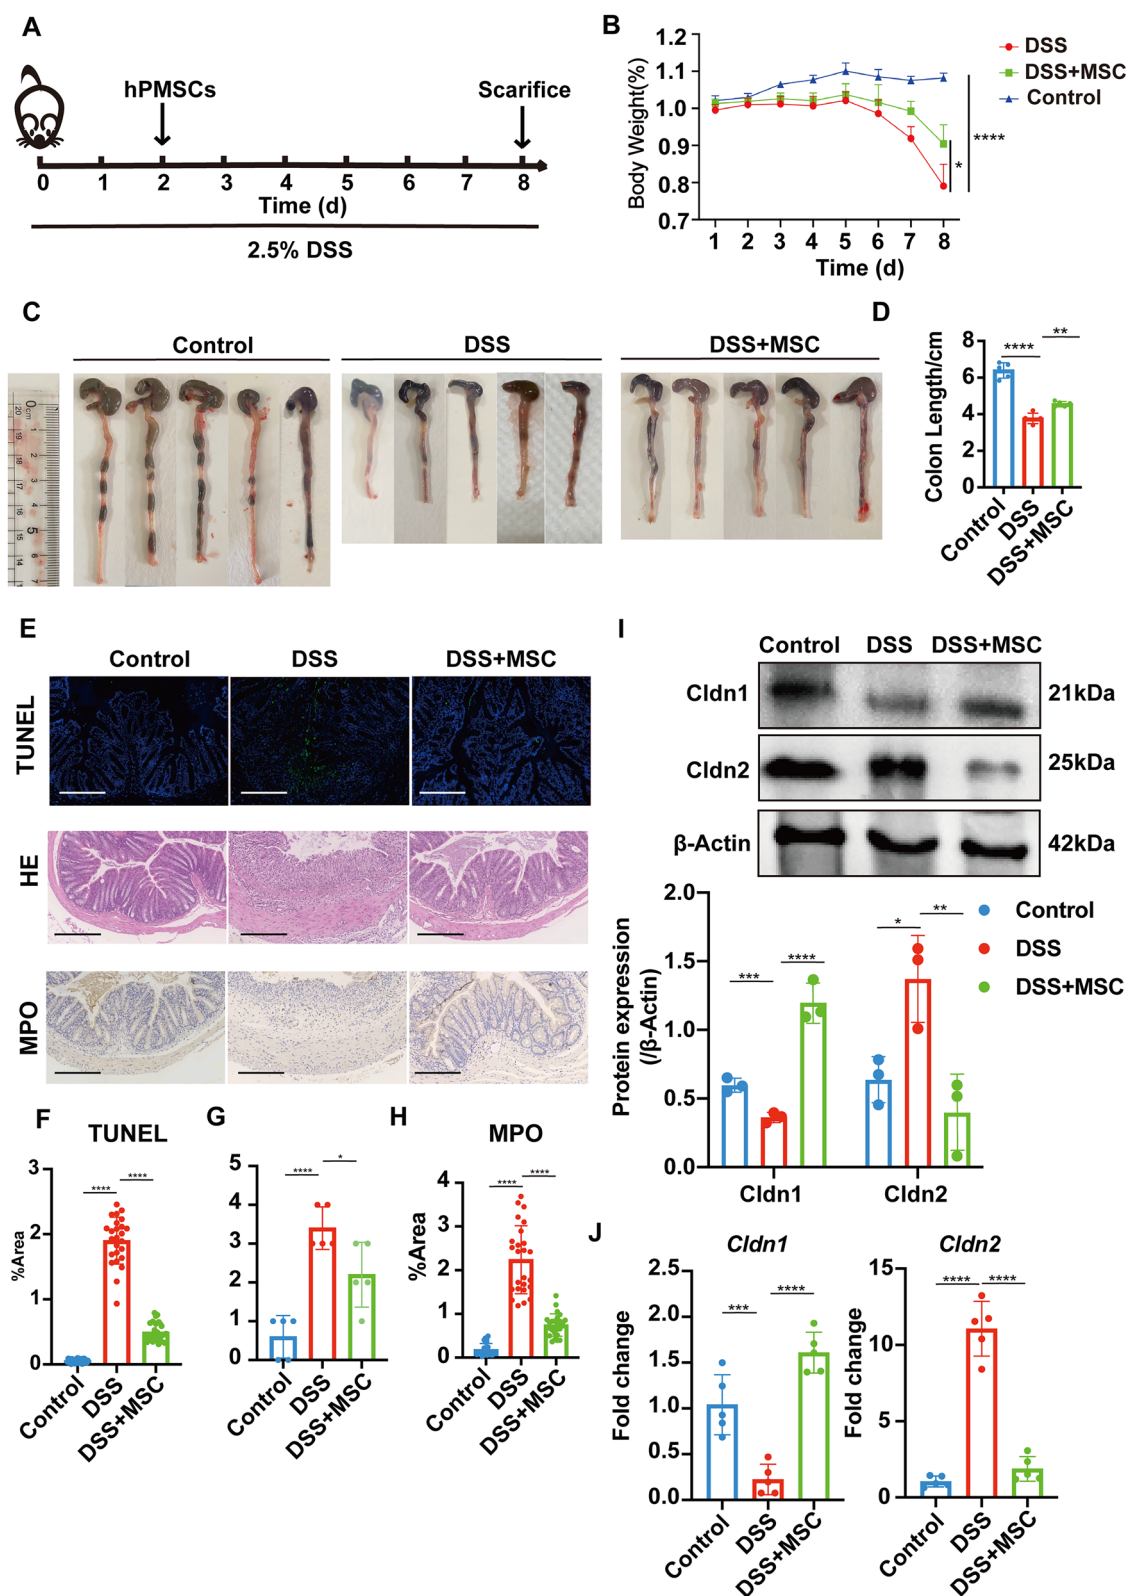 A
hPMSCs
Scarifice
0 1 2 3 4 5 6 7 8
Time (d)
2.5% DSS
B
1.2
1.1
1.0
0.9
0.8
0.7
Body Weight(%)
1 2 3 4 5 6 7 8
Time (d)
DSS
DSS+MSC
Control
*
****
C
Control
DSS
DSS+MSC
D
8
6
4
2
0
Colon Length/cm
****
**
Control
DSS
DSS+MSC
E
Control DSS DSS+MSC
TUNEL
HE
MPO
F
TUNEL
3
2
1
0
%Area
**** ****
Control
DSS
DSS+MSC
G
5
4
3
2
1
0
**** *
Control
DSS
DSS+MSC
H
MPO
4
3
2
1
0
%Area
**** ****
Control
DSS
DSS+MSC
I
Control DSS DSS+MSC
Cldn1 21kDa
Cldn2 25kDa
β-Actin 42kDa
2.0
1.5
1.0
0.5
0.0
Protein expression
(/β-Actin)
*** ****
* **
Cldn1 Cldn2
Control
DSS
DSS+MSC
J
Cldn1
2.5
2.0
1.5
1.0
0.5
0.0
Fold change
*** ****
Control
DSS
DSS+MSC
Cldn2
15
10
5
0
Fold change
**** ****
Control
DSS
DSS+MSC